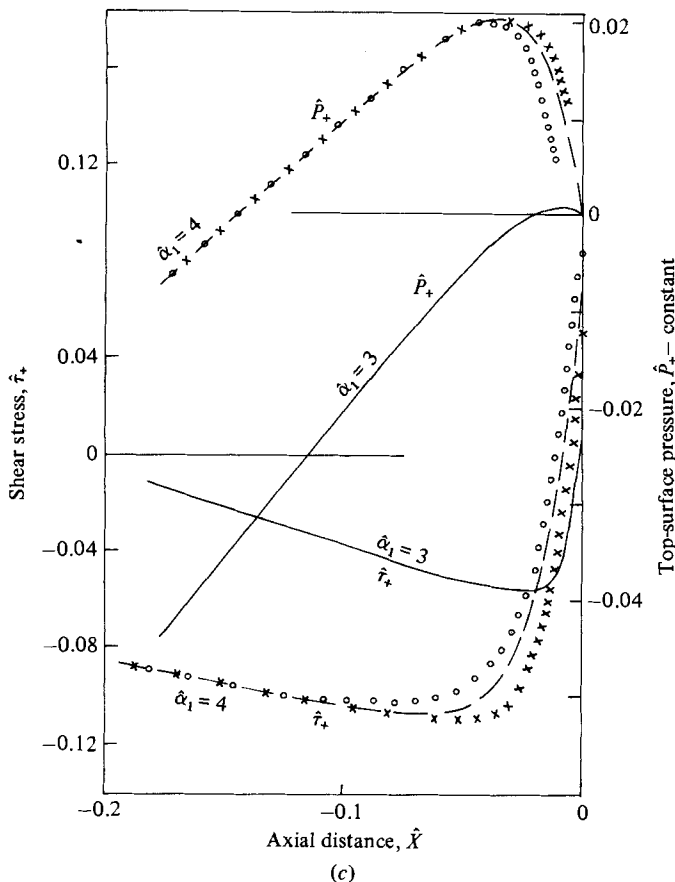 0.02
P̂₊
0.12
α̂₁ = 4
0
P̂₊
α̂₁ = 3
0.04
−0.02
0
α̂₁ = 3
−0.04
τ̂₊
−0.04
−0.08
α̂₁ = 4
τ̂₊
−0.12
−0.2
−0.1
0
Shear stress, τ̂₊
Top-surface pressure, P̂₊ − constant
Axial distance, X̂
(c)